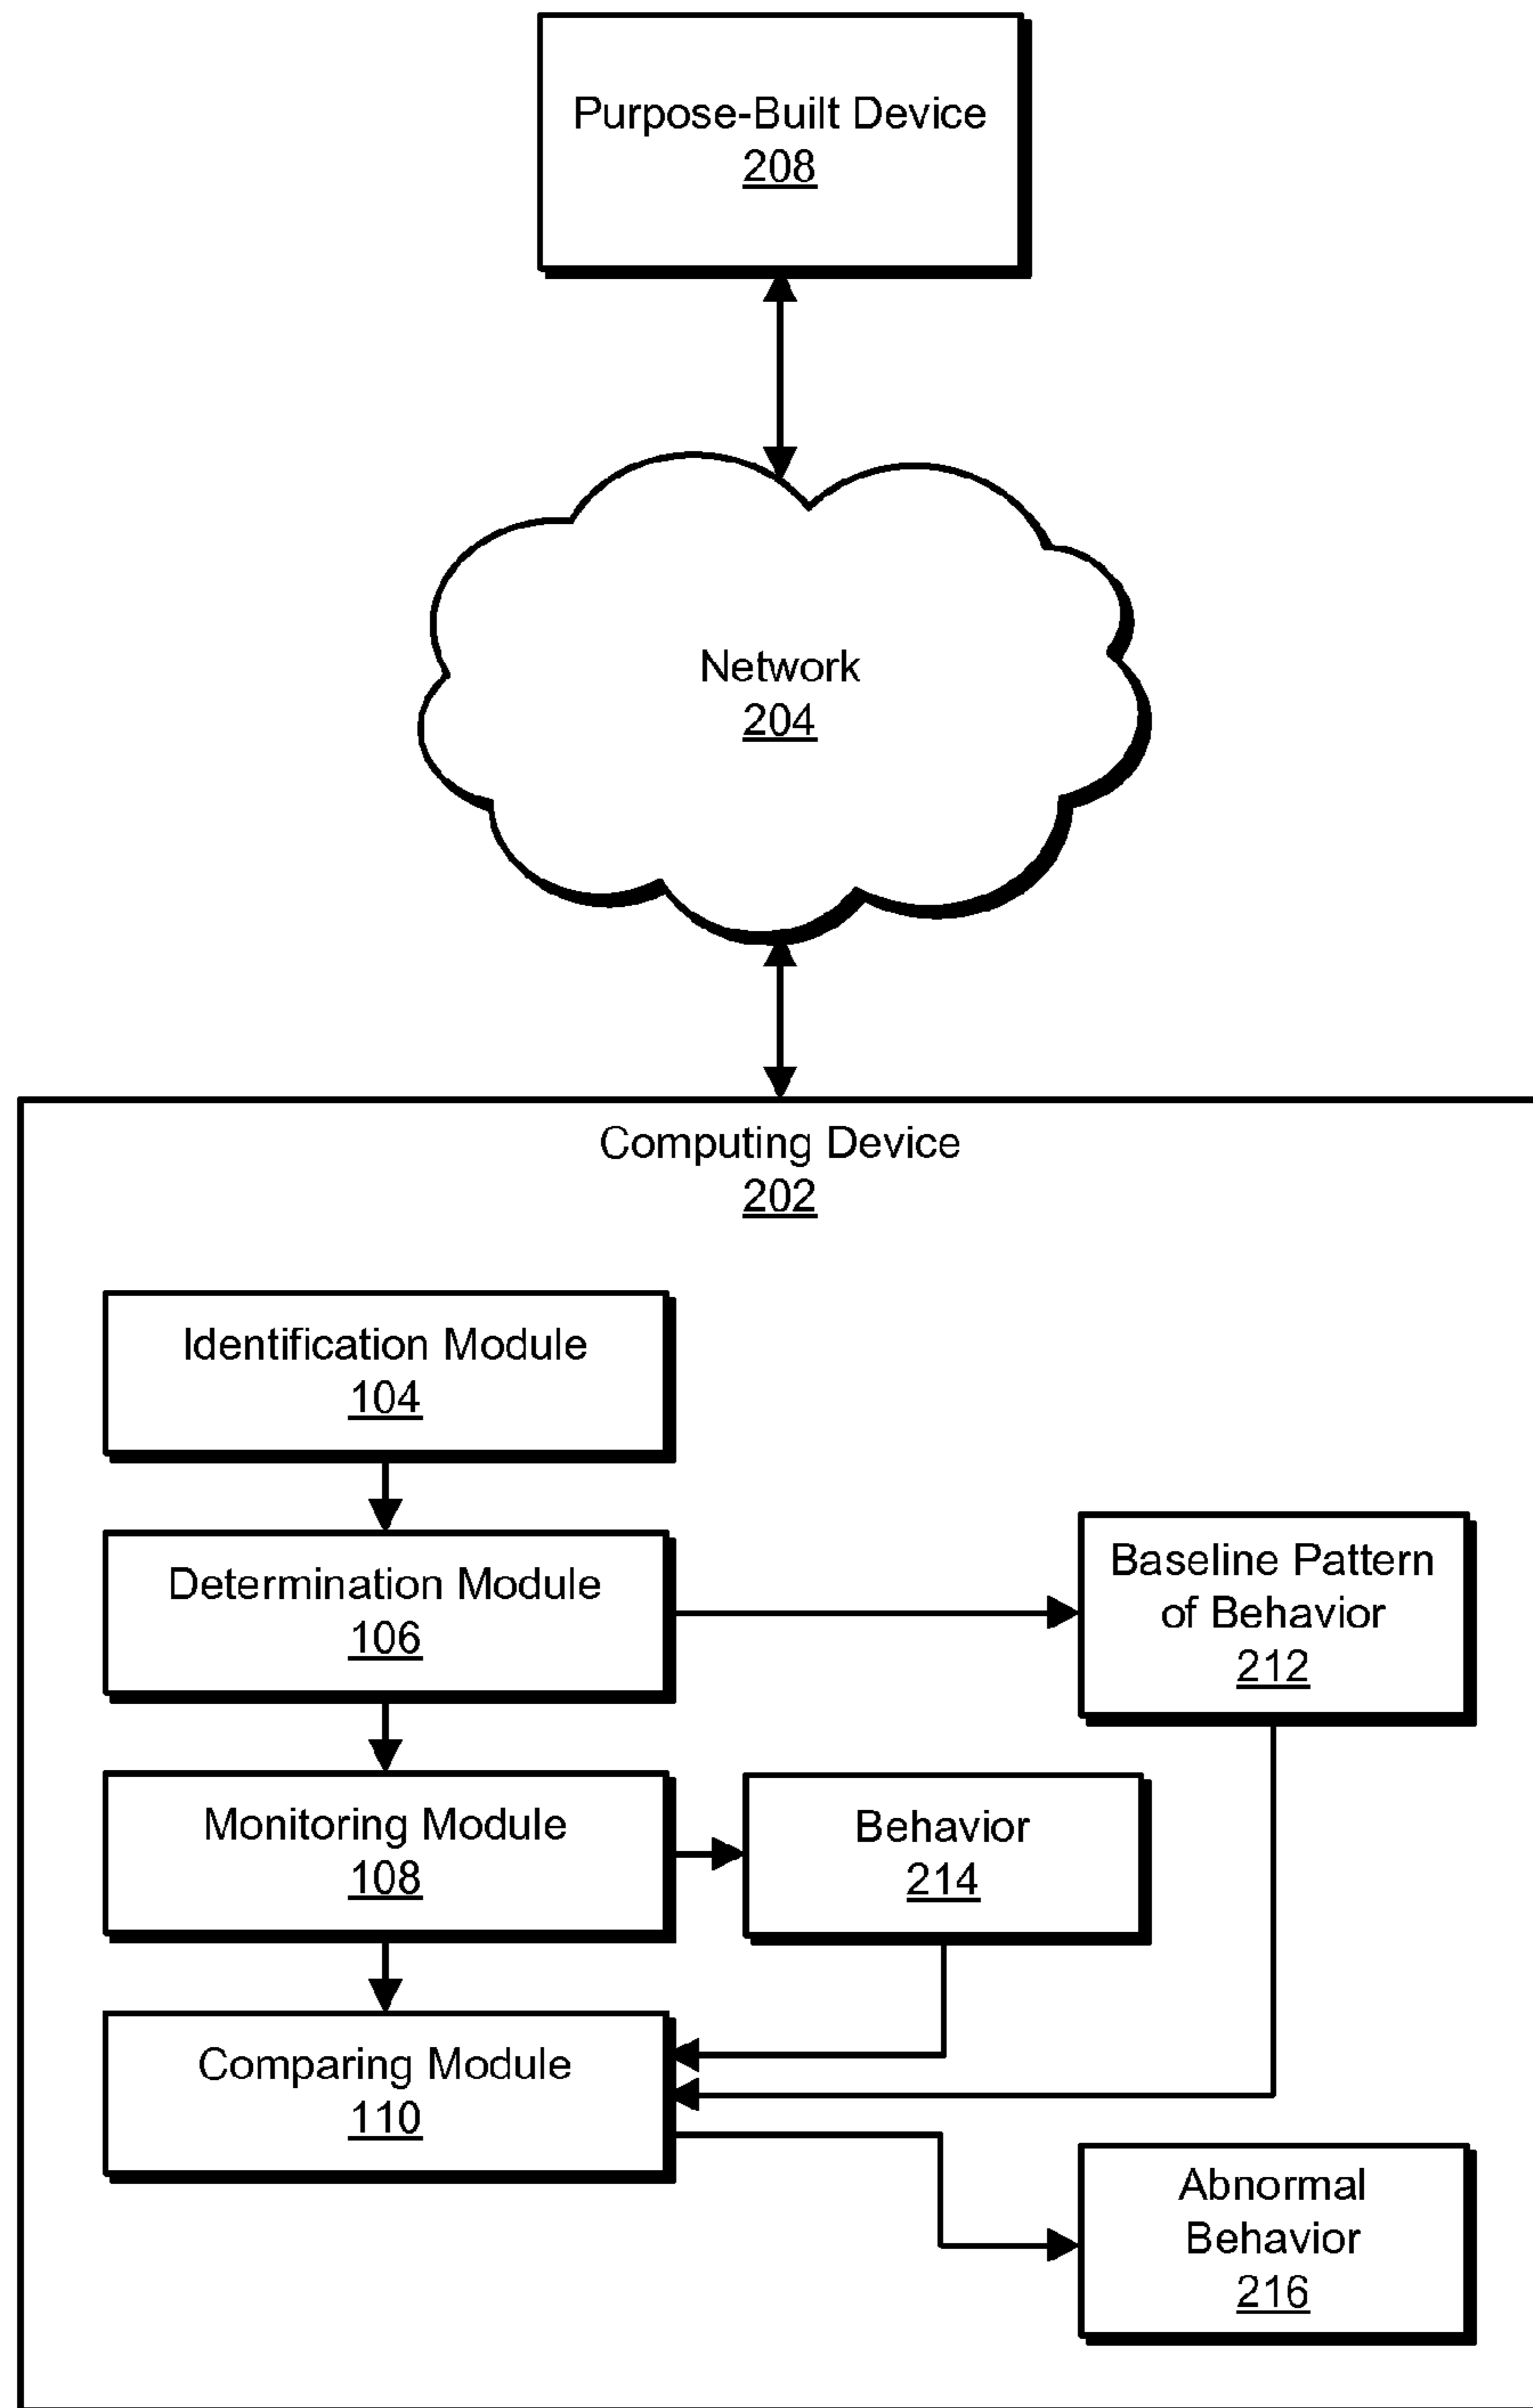 Purpose-Built Device
208
Network
204
Computing Device
202
Identification Module
104
Determination Module
106
Baseline Pattern
of Behavior
212
Monitoring Module
108
Behavior
214
Comparing Module
110
Abnormal
Behavior
216